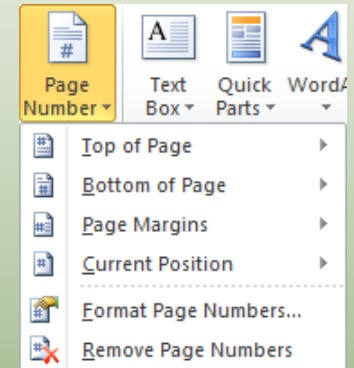 Page Number
Text Box
Quick Parts
Top of Page
Bottom of Page
Page Margins
Current Position
Format Page Numbers...
Remove Page Numbers